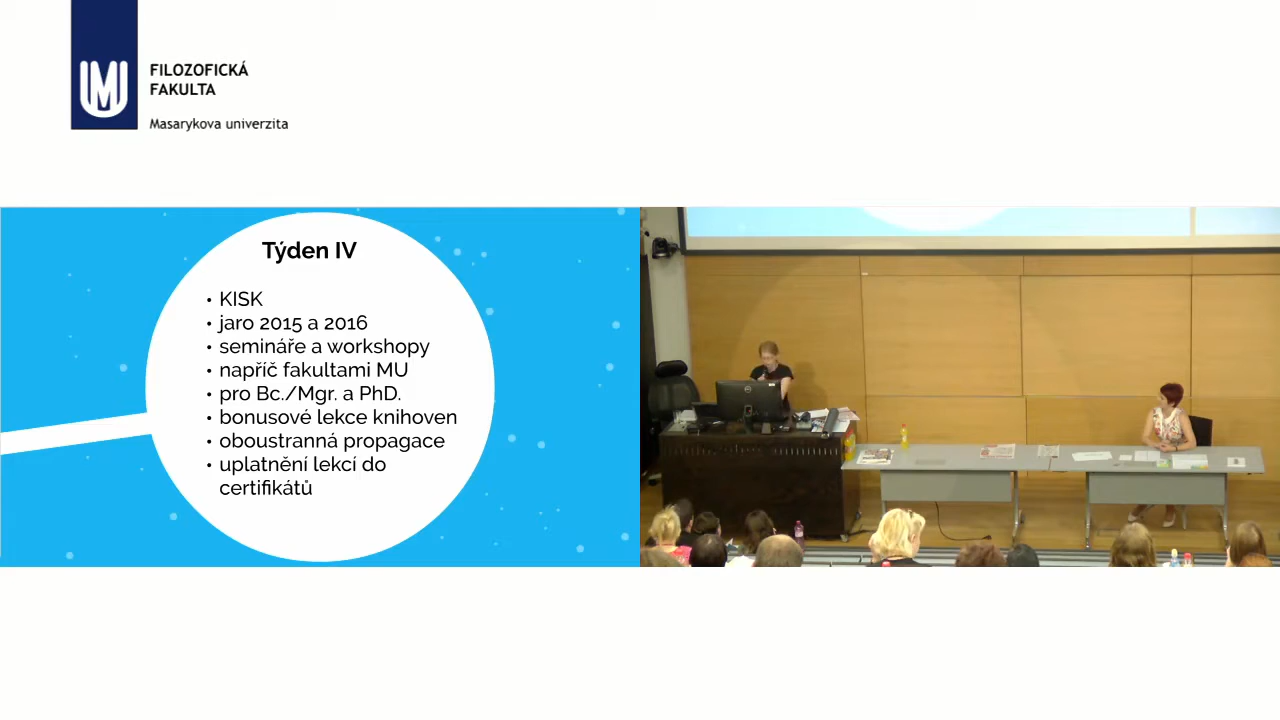 FILOZOFICKÁ
FAKULTA
Masarykova univerzita
Týden IV
• KISK
• jaro 2015 a 2016
• semináře a workshopy
• napříč fakultami MU
• pro Bc./Mgr. a PhD.
• bonusové lekce knihoven
• oboustranná propagace
• uplatnění lekcí do
certifikátů